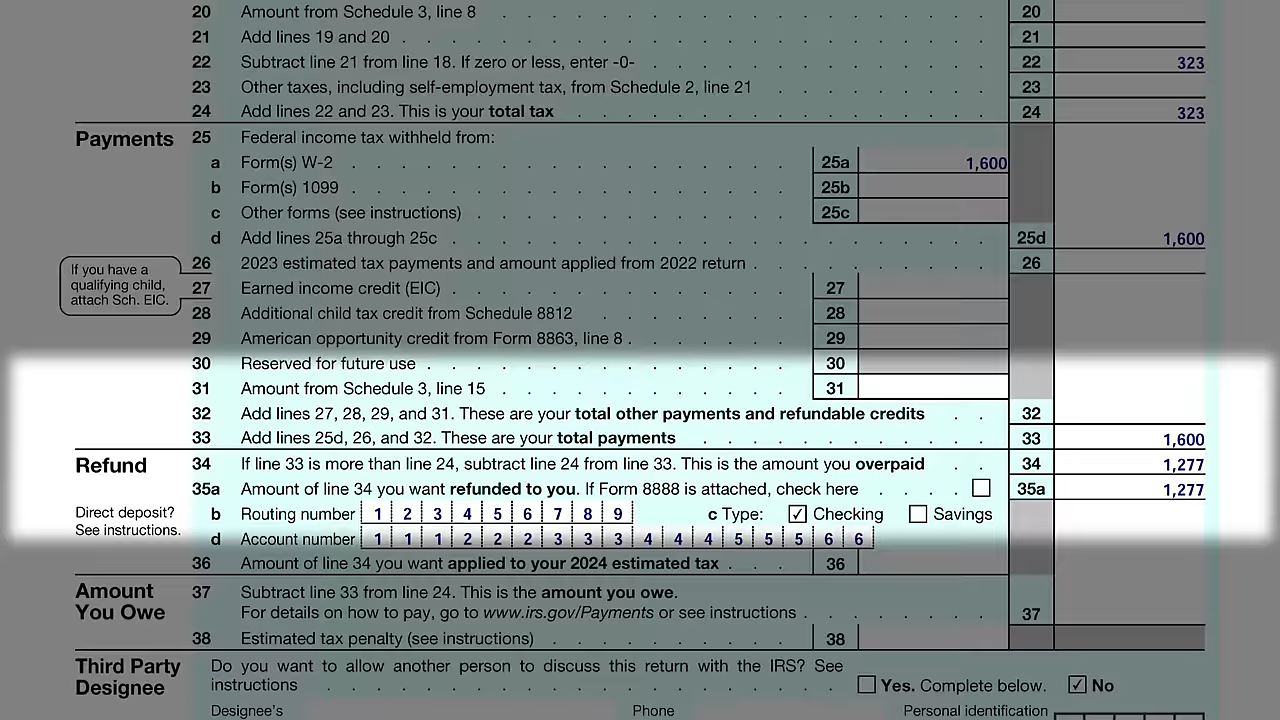 20 Amount from Schedule 3, line 8 . . . . . . . . . . . . . . . . . . . . 20
21 Add lines 19 and 20 . . . . . . . . . . . . . . . . . . . . . . . . 21
22 Subtract line 21 from line 18. If zero or less, enter -0- . . . . . . . . . . . . . 22 323
23 Other taxes, including self-employment tax, from Schedule 2, line 21 . . . . . . . . 23
24 Add lines 22 and 23. This is your total tax . . . . . . . . . . . . . . . . 24 323
Payments 25 Federal income tax withheld from:
a Form(s) W-2 . . . . . . . . . . . . . . 25a 1,600
b Form(s) 1099 . . . . . . . . . . . . . . 25b
c Other forms (see instructions) . . . . . . . . . . 25c
d Add lines 25a through 25c . . . . . . . . . . . . . . . . . . . . 25d 1,600
If you have a qualifying child, attach Sch. EIC.
26 2023 estimated tax payments and amount applied from 2022 return . . . . . . . . . 26
27 Earned income credit (EIC) . . . . . . . . . . . 27
28 Additional child tax credit from Schedule 8812 . . . . . . 28
29 American opportunity credit from Form 8863, line 8 . . . . . 29
30 Reserved for future use . . . . . . . . . . . . 30
31 Amount from Schedule 3, line 15 . . . . . . . . . . 31
32 Add lines 27, 28, 29, and 31. These are your total other payments and refundable credits . . 32
33 Add lines 25d, 26, and 32. These are your total payments . . . . . . . . . . . 33 1,600
Refund 34 If line 33 is more than line 24, subtract line 24 from line 33. This is the amount you overpaid . . 34 1,277
35a Amount of line 34 you want refunded to you. If Form 8888 is attached, check here . . . . 35a 1,277
Direct deposit? See instructions.
b Routing number 1 2 3 4 5 6 7 8 9 c Type: ✓ Checking Savings
d Account number 1 1 1 2 2 2 3 3 3 4 4 4 5 5 5 6 6
36 Amount of line 34 you want applied to your 2024 estimated tax . . . 36
Amount You Owe
37 Subtract line 33 from line 24. This is the amount you owe.
For details on how to pay, go to www.irs.gov/Payments or see instructions . . . . . . . 37
38 Estimated tax penalty (see instructions) . . . . . . . . 38
Third Party Designee
Do you want to allow another person to discuss this return with the IRS? See
instructions . . . . . . . . . . . . . . . . Yes. Complete below. ✓ No
Designee's Phone Personal identification